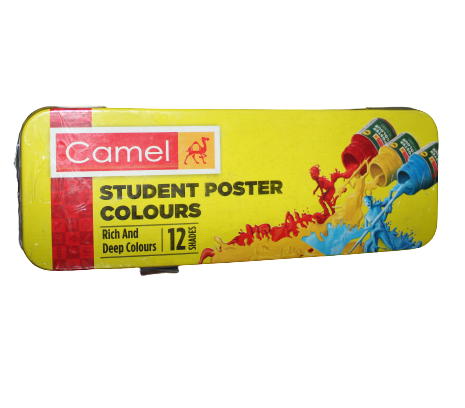 Camel
STUDENT POSTER
COLOURS
Rich And
Deep Colours
12
SHADES